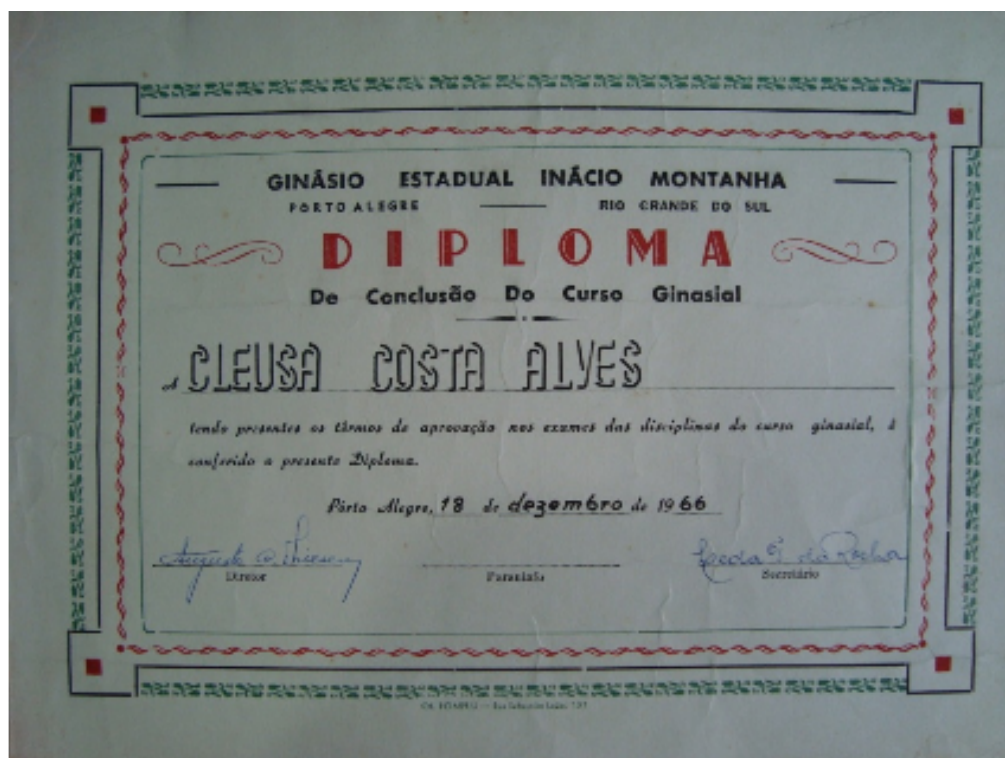 GINÁSIO ESTADUAL INÁCIO MONTANHA
PORTO ALEGRE RIO GRANDE DO SUL
DIPLOMA
De Conclusão Do Curso Ginasial
A CLEUSA COSTA ALVES
tendo presentes os têrmos de aprovação nos exames das disciplinas do curso ginasial, é
conferido o presente Diploma.
Pôrto Alegre, 18 de dezembro de 1966
Diretor Paraninfo Secretário